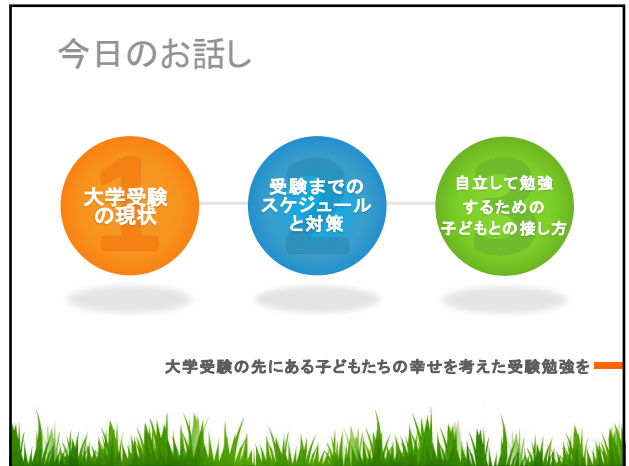 今日のお話し
1
大学受験
の現状
2
受験までの
スケジュール
と対策
3
自立して勉強
するための
子どもとの接し方
大学受験の先にある子どもたちの幸せを考えた受験勉強を